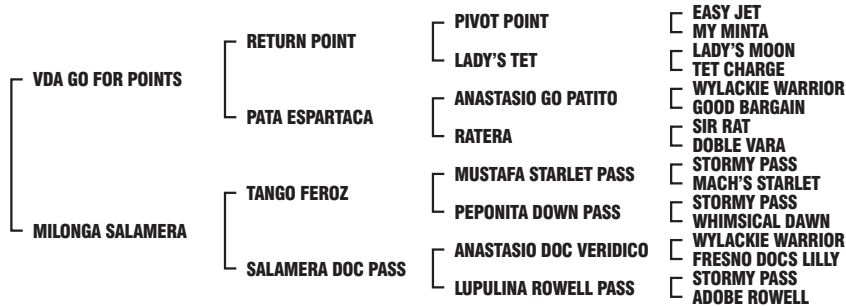 EASY JET
PIVOT POINT
MY MINTA
RETURN POINT
LADY'S MOON
LADY'S TET
TET CHARGE
VDA GO FOR POINTS
WYLACKIE WARRIOR
ANASTASIO GO PATITO
GOOD BARGAIN
PATA ESPARTACA
SIR RAT
RATERA
DOBLE VARA
STORMY PASS
MUSTAFA STARLET PASS
MACH'S STARLET
TANGO FEROZ
STORMY PASS
PEPONITA DOWN PASS
WHIMSICAL DAWN
MILONGA SALAMERA
WYLACKIE WARRIOR
ANASTASIO DOC VERIDICO
FRESNO DOCS LILLY
SALAMERA DOC PASS
STORMY PASS
LUPULINA ROWELL PASS
ADOBE ROWELL